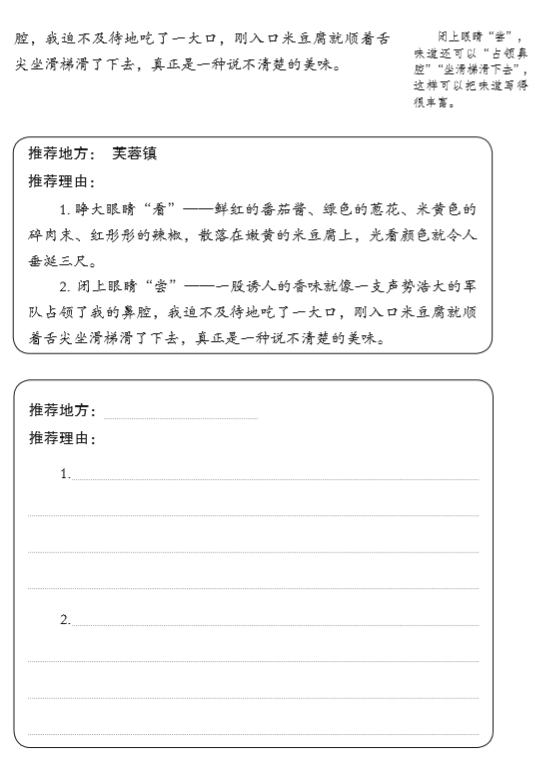 腔，我迫不及待地吃了一大口，刚入口米豆腐就顺着舌
尖坐滑梯滑了下去，真正是一种说不清楚的美味。
闭上眼睛“尝”，
味道还可以“占领鼻
腔”“坐滑梯滑下去”，
这样可以把味道写得
很丰富。
推荐地方： 芙蓉镇
推荐理由：
1. 睁大眼睛“看”——鲜红的番茄酱、绿色的葱花、米黄色的
碎肉末、红彤彤的辣椒，散落在嫩黄的米豆腐上，光看颜色就令人
垂涎三尺。
2. 闭上眼睛“尝”——一股诱人的香味就像一支声势浩大的军
队占领了我的鼻腔，我迫不及待地吃了一大口，刚入口米豆腐就顺
着舌尖坐滑梯滑了下去，真正是一种说不清楚的美味。
推荐地方：
推荐理由：
1.
2.